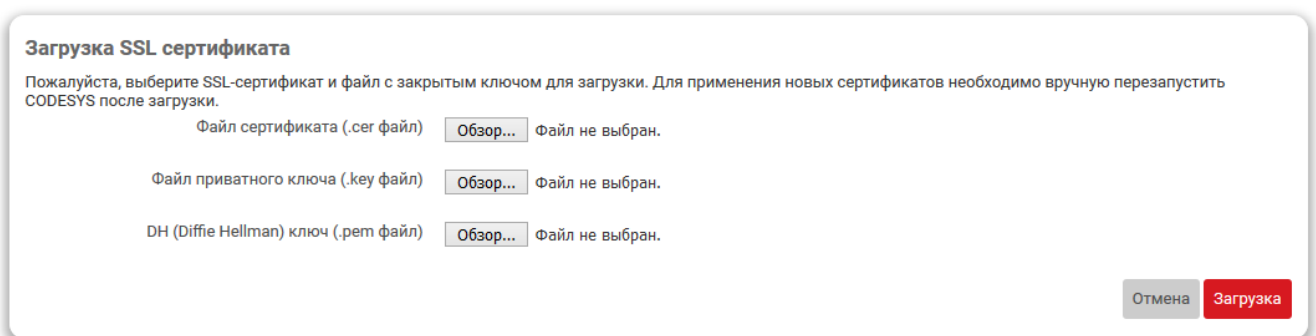 Загрузка SSL сертификата
Пожалуйста, выберите SSL-сертификат и файл с закрытым ключом для загрузки. Для применения новых сертификатов необходимо вручную перезапустить
CODESYS после загрузки.
Файл сертификата (.cer файл) Обзор... Файл не выбран.
Файл приватного ключа (.key файл) Обзор... Файл не выбран.
DH (Diffie Hellman) ключ (.pem файл) Обзор... Файл не выбран.
Отмена Загрузка